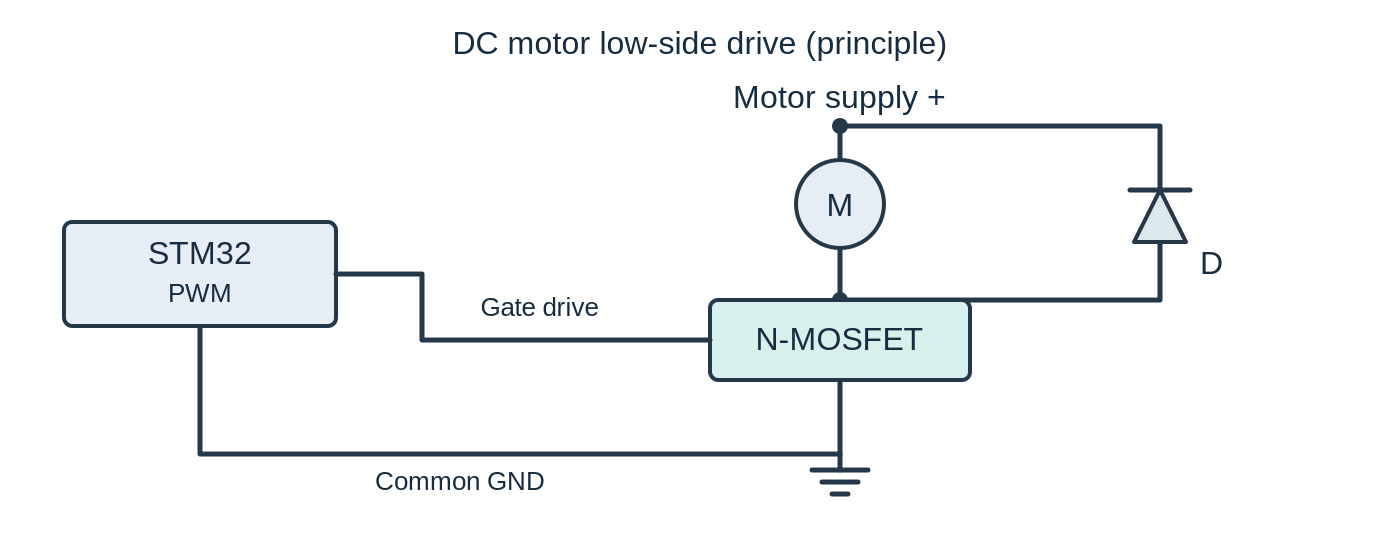 DC motor low-side drive (principle)
Motor supply +
M
STM32
PWM
D
Gate drive
N-MOSFET
Common GND